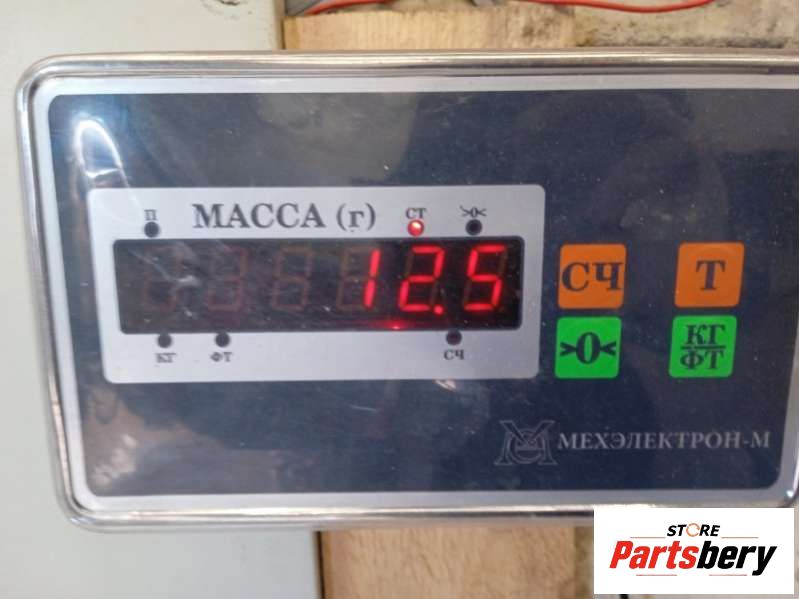 П
МАССА (г)
СТ
>0<
12.5
КГ
ФТ
СЧ
СЧ
Т
>0<
КГ
ФТ
МЕХЭЛЕКТРОН-М
STORE
Partsbery